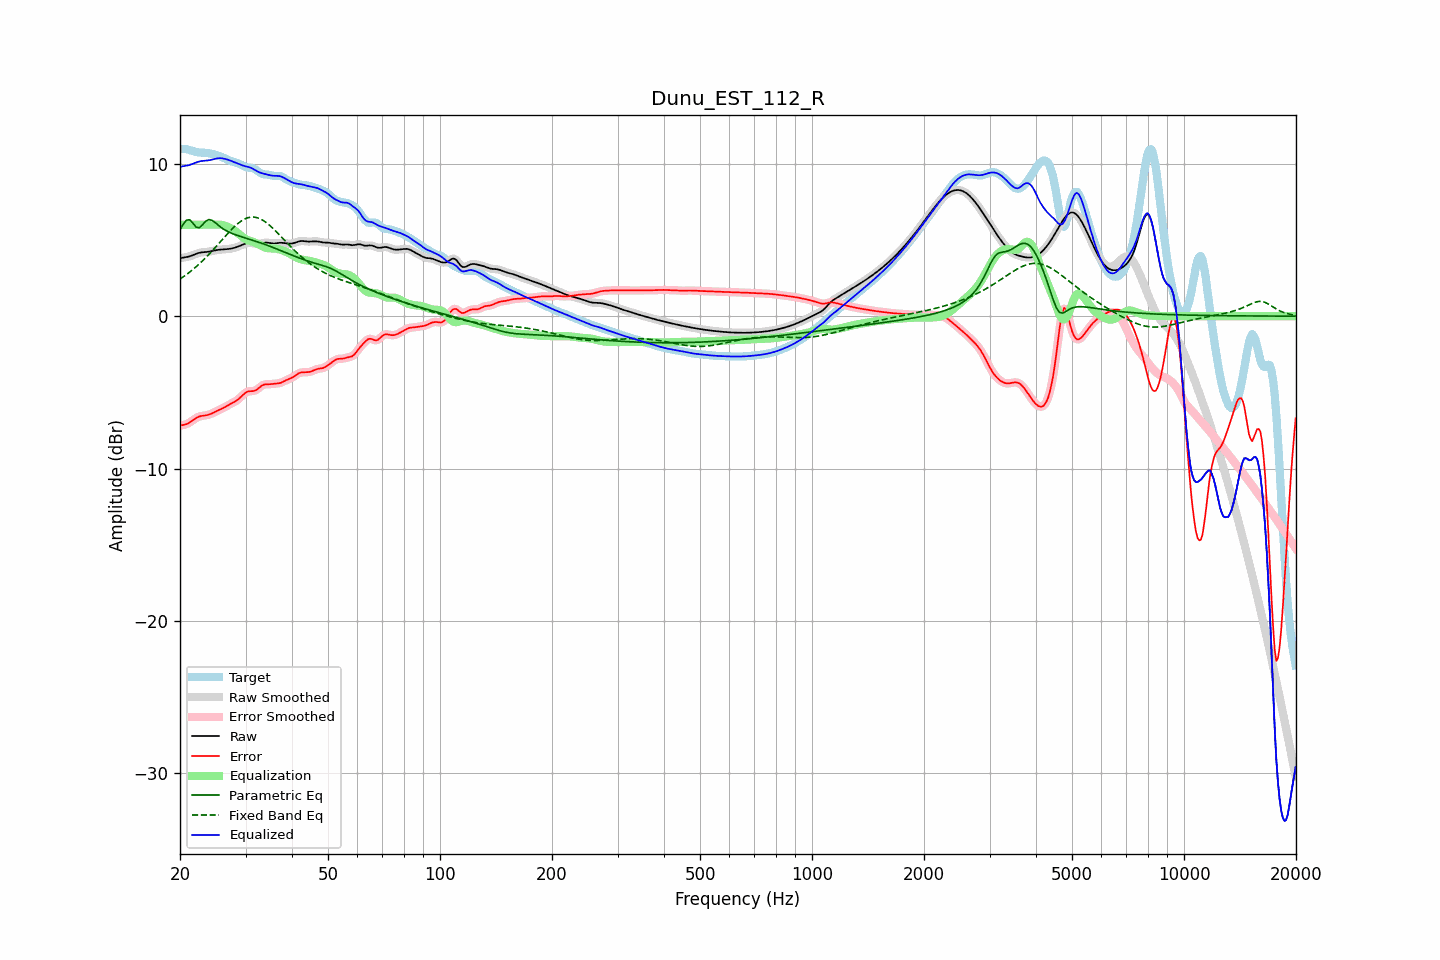 Dunu_EST_112_R
10
0
−10
−20
−30
Amplitude (dBr)
20
50
100
200
500
1000
2000
5000
10000
20000
Frequency (Hz)
Target
Raw Smoothed
Error Smoothed
Raw
Error
Equalization
Parametric Eq
Fixed Band Eq
Equalized